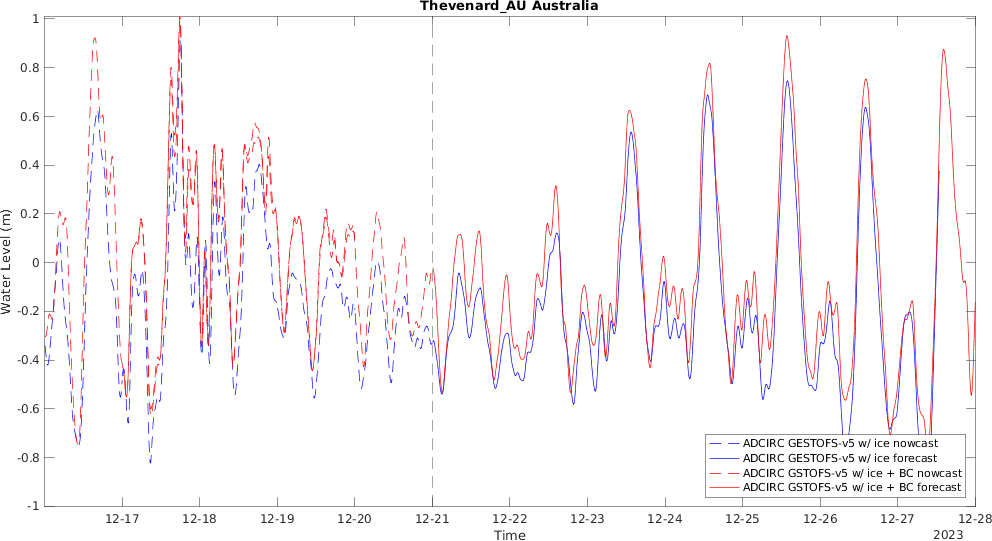 Thevenard_AU Australia
Water Level (m)
1
0.8
0.6
0.4
0.2
0
-0.2
-0.4
-0.6
-0.8
-1
ADCIRC GESTOFS-v5 w/ ice nowcast
ADCIRC GESTOFS-v5 w/ ice forecast
ADCIRC GSTOFS-v5 w/ ice + BC nowcast
ADCIRC GSTOFS-v5 w/ ice + BC forecast
12-17 12-18 12-19 12-20 12-21 12-22 12-23 12-24 12-25 12-26 12-27 12-28
Time
2023